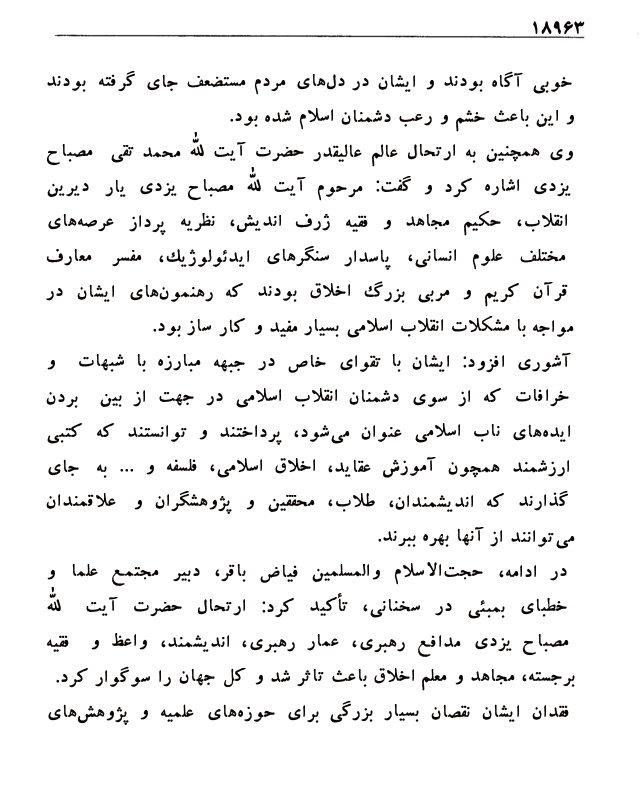 ۱۸۹۶۳
خوبی آگاه بودند و ایشان در دل‌های مردم مستضعف جای گرفته بودند
و این باعث خشم و رعب دشمنان اسلام شده بود.
وی همچنین به ارتحال عالم عالیقدر حضرت آیت الله محمد تقی مصباح
یزدی اشاره کرد و گفت: مرحوم آیت الله مصباح یزدی یار دیرین
انقلاب، حکیم مجاهد و فقیه ژرف اندیش، نظریه پرداز عرصه‌های
مختلف علوم انسانی، پاسدار سنگرهای ایدئولوژیك، مفسر معارف
قرآن کریم و مربی بزرگ اخلاق بودند که رهنمون‌های ایشان در
مواجه با مشکلات انقلاب اسلامی بسیار مفید و کار ساز بود.
آشوری افزود: ایشان با تقوای خاص در جبهه مبارزه با شبهات و
خرافات که از سوی دشمنان انقلاب اسلامی در جهت از بین بردن
ایده‌های ناب اسلامی عنوان می‌شود، پرداختند و توانستند که کتبی
ارزشمند همچون آموزش عقاید، اخلاق اسلامی، فلسفه و ... به جای
گذارند که اندیشمندان، طلاب، محققین و پژوهشگران و علاقمندان
می‌توانند از آنها بهره ببرند.
در ادامه، حجت‌الاسلام والمسلمین فیاض باقر، دبیر مجتمع علما و
خطبای بمبئی در سخنانی، تأکید کرد: ارتحال حضرت آیت الله
مصباح یزدی مدافع رهبری، عمار رهبری، اندیشمند، واعظ و فقیه
برجسته، مجاهد و معلم اخلاق باعث تاثر شد و کل جهان را سوگوار کرد.
فقدان ایشان نقصان بسیار بزرگی برای حوزه‌های علمیه و پژوهش‌های